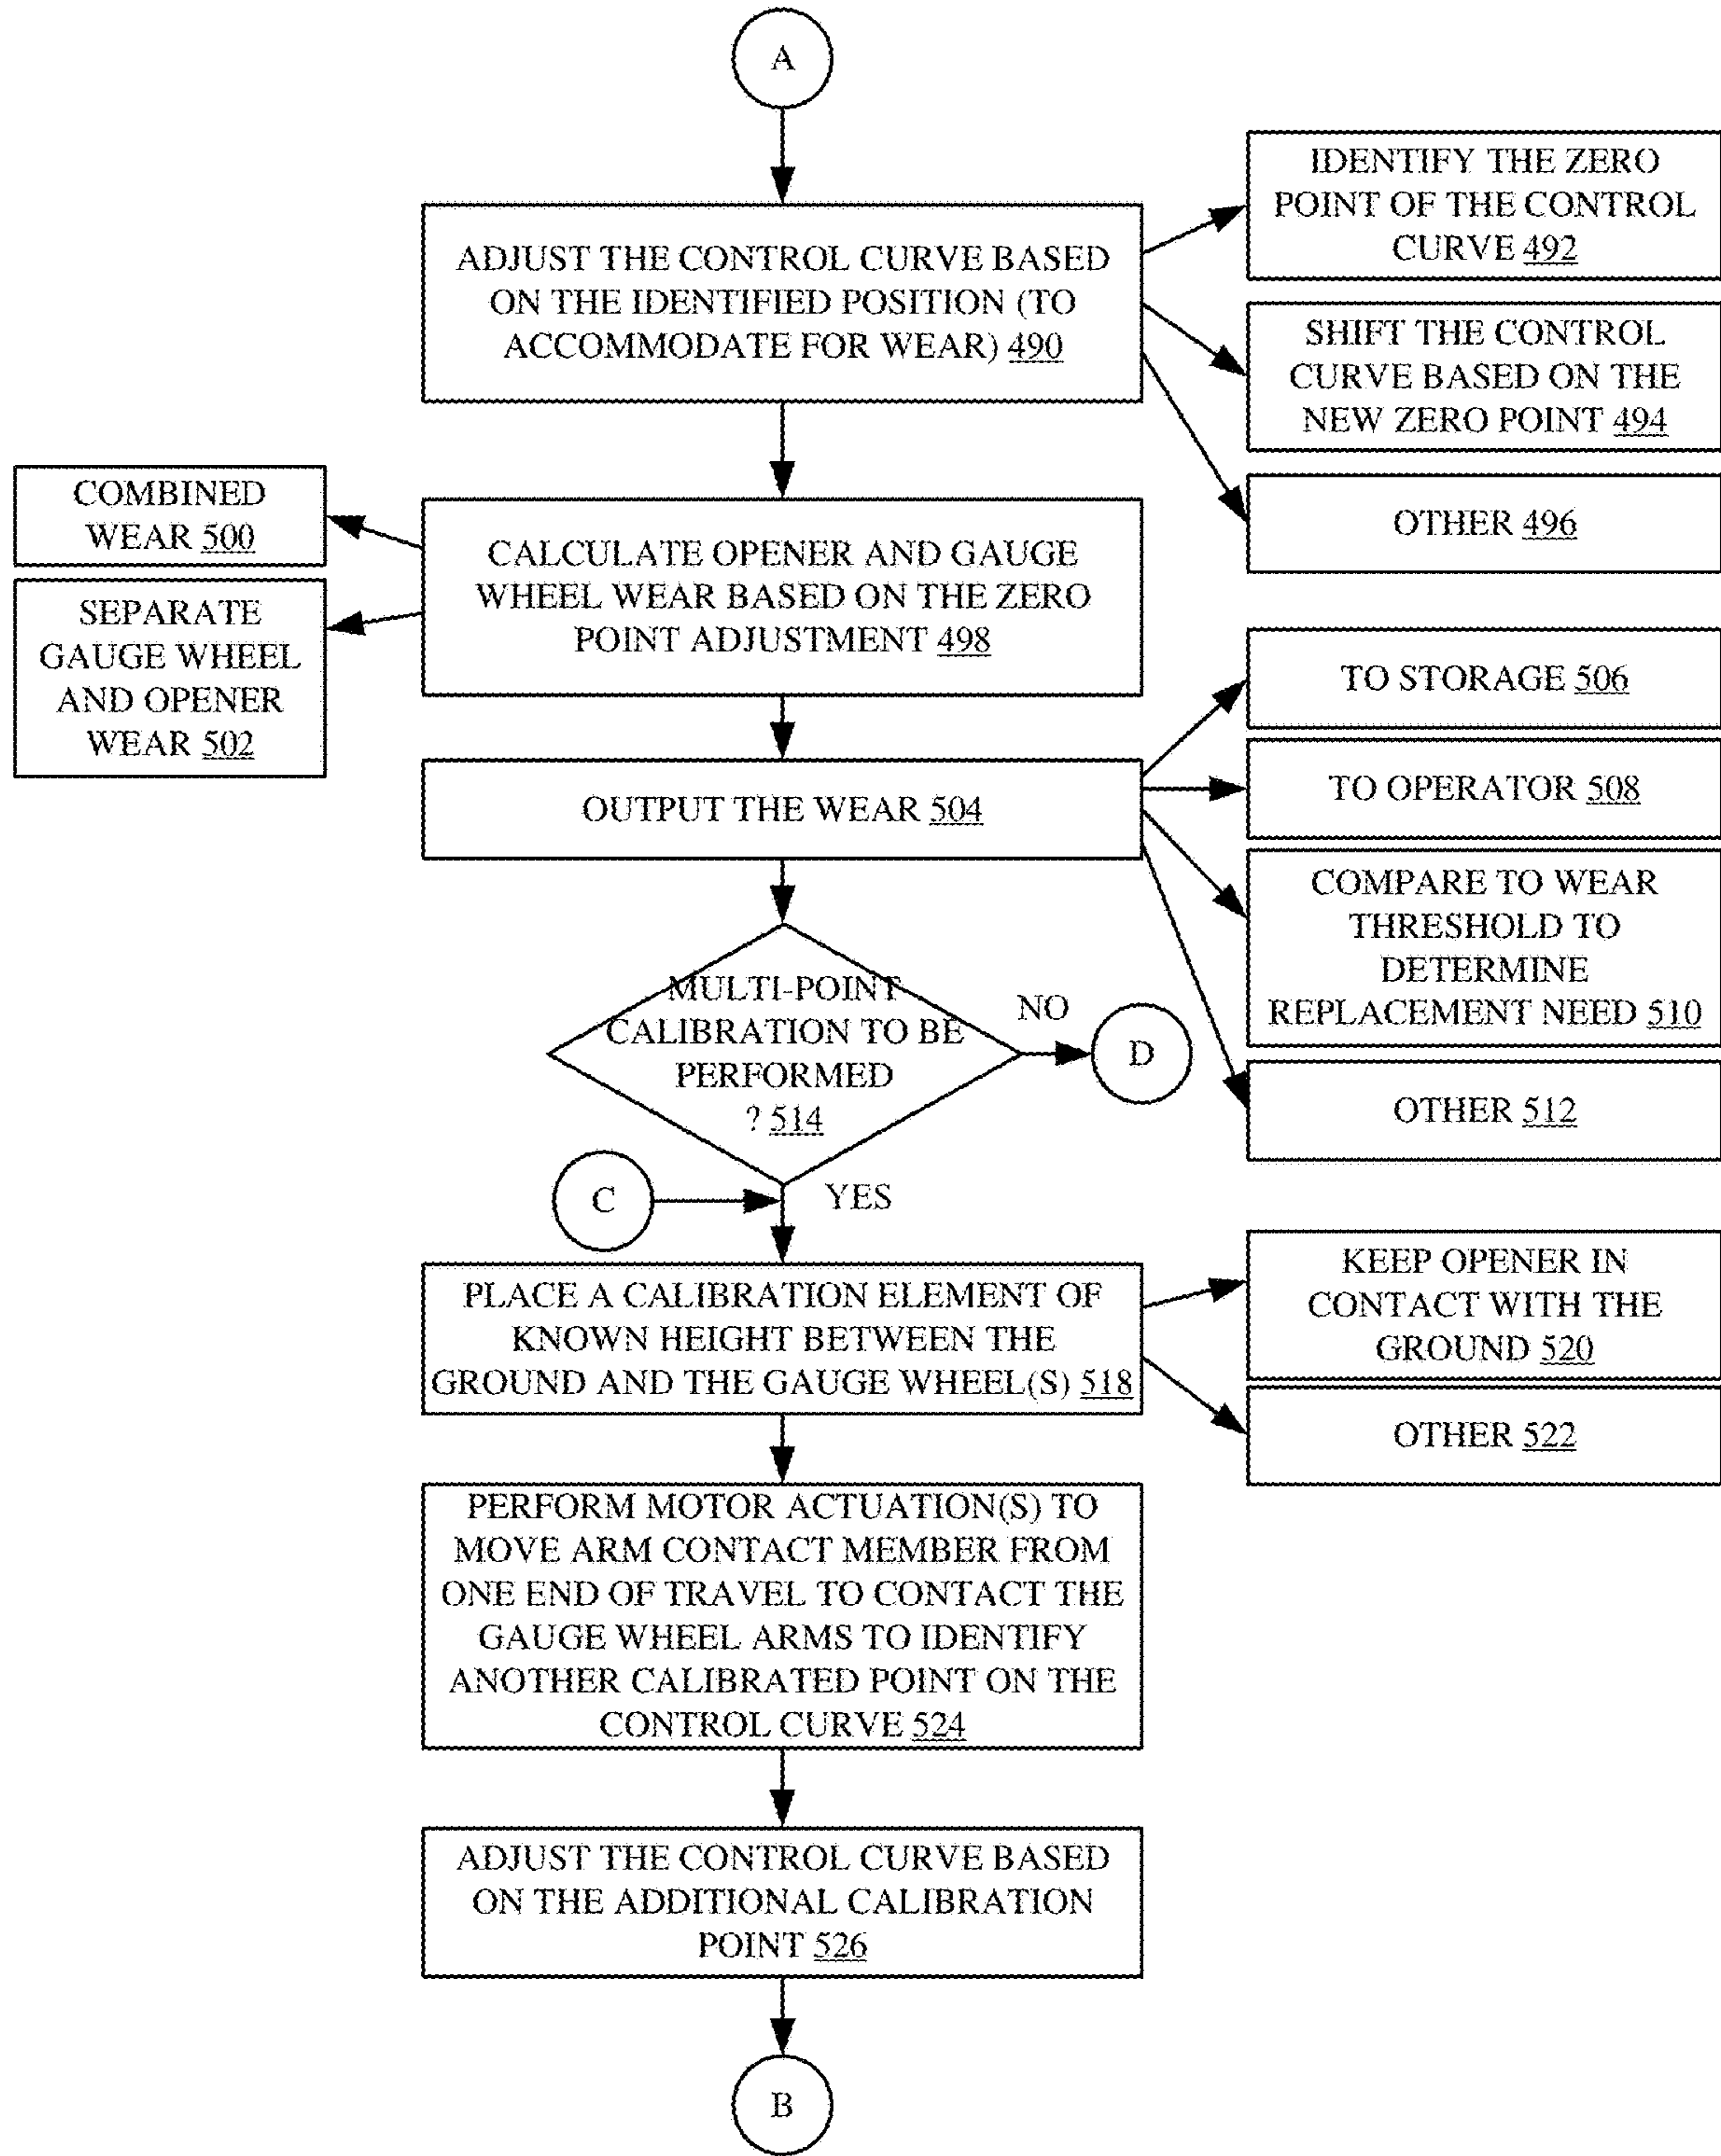 A
ADJUST THE CONTROL CURVE BASED
ON THE IDENTIFIED POSITION (TO
ACCOMMODATE FOR WEAR) 490
IDENTIFY THE ZERO
POINT OF THE CONTROL
CURVE 492
SHIFT THE CONTROL
CURVE BASED ON THE
NEW ZERO POINT 494
OTHER 496
COMBINED
WEAR 500
SEPARATE
GAUGE WHEEL
AND OPENER
WEAR 502
CALCULATE OPENER AND GAUGE
WHEEL WEAR BASED ON THE ZERO
POINT ADJUSTMENT 498
OUTPUT THE WEAR 504
TO STORAGE 506
TO OPERATOR 508
COMPARE TO WEAR
THRESHOLD TO
DETERMINE
REPLACEMENT NEED 510
OTHER 512
MULTI-POINT
CALIBRATION TO BE
PERFORMED
? 514
NO
D
C
YES
PLACE A CALIBRATION ELEMENT OF
KNOWN HEIGHT BETWEEN THE
GROUND AND THE GAUGE WHEEL(S) 518
KEEP OPENER IN
CONTACT WITH THE
GROUND 520
OTHER 522
PERFORM MOTOR ACTUATION(S) TO
MOVE ARM CONTACT MEMBER FROM
ONE END OF TRAVEL TO CONTACT THE
GAUGE WHEEL ARMS TO IDENTIFY
ANOTHER CALIBRATED POINT ON THE
CONTROL CURVE 524
ADJUST THE CONTROL CURVE BASED
ON THE ADDITIONAL CALIBRATION
POINT 526
B